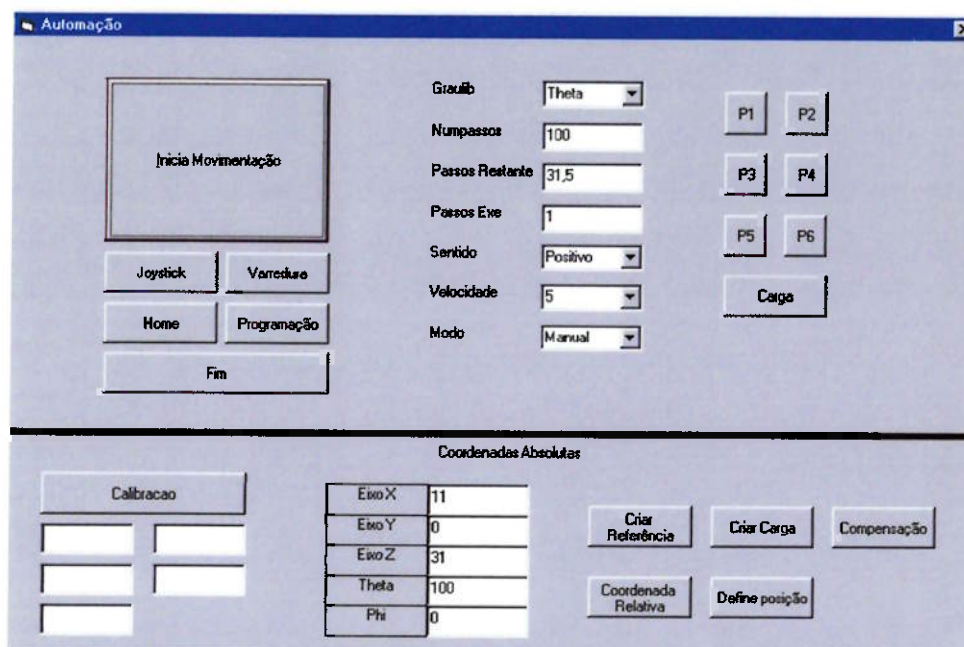 Automação
Inicia Movimentação
Joystick
Varredura
Home
Programação
Fim
Graulib
Theta
Numpassos
100
Passos Restante
31,5
Passos Exe
1
Sentido
Positivo
Velocidade
5
Modo
Manual
P1
P2
P3
P4
P5
P6
Carga
Coordenadas Absolutas
Calibracao
Eixo X
11
Eixo Y
0
Eixo Z
31
Theta
100
Phi
0
Criar
Referência
Criar Carga
Compensação
Coordenada
Relativa
Define posição